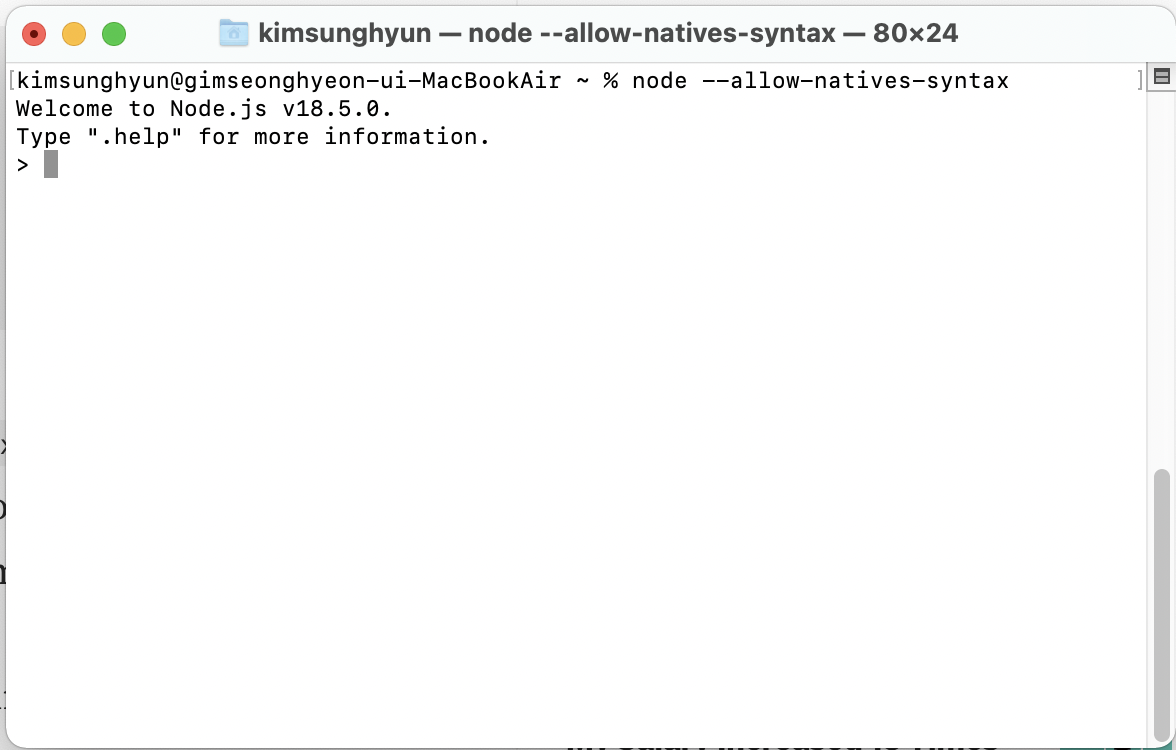 kimsunghyun — node --allow-natives-syntax — 80×24
[kimsunghyun@gimseonghyeon-ui-MacBookAir ~ % node --allow-natives-syntax ]
Welcome to Node.js v18.5.0.
Type ".help" for more information.
>